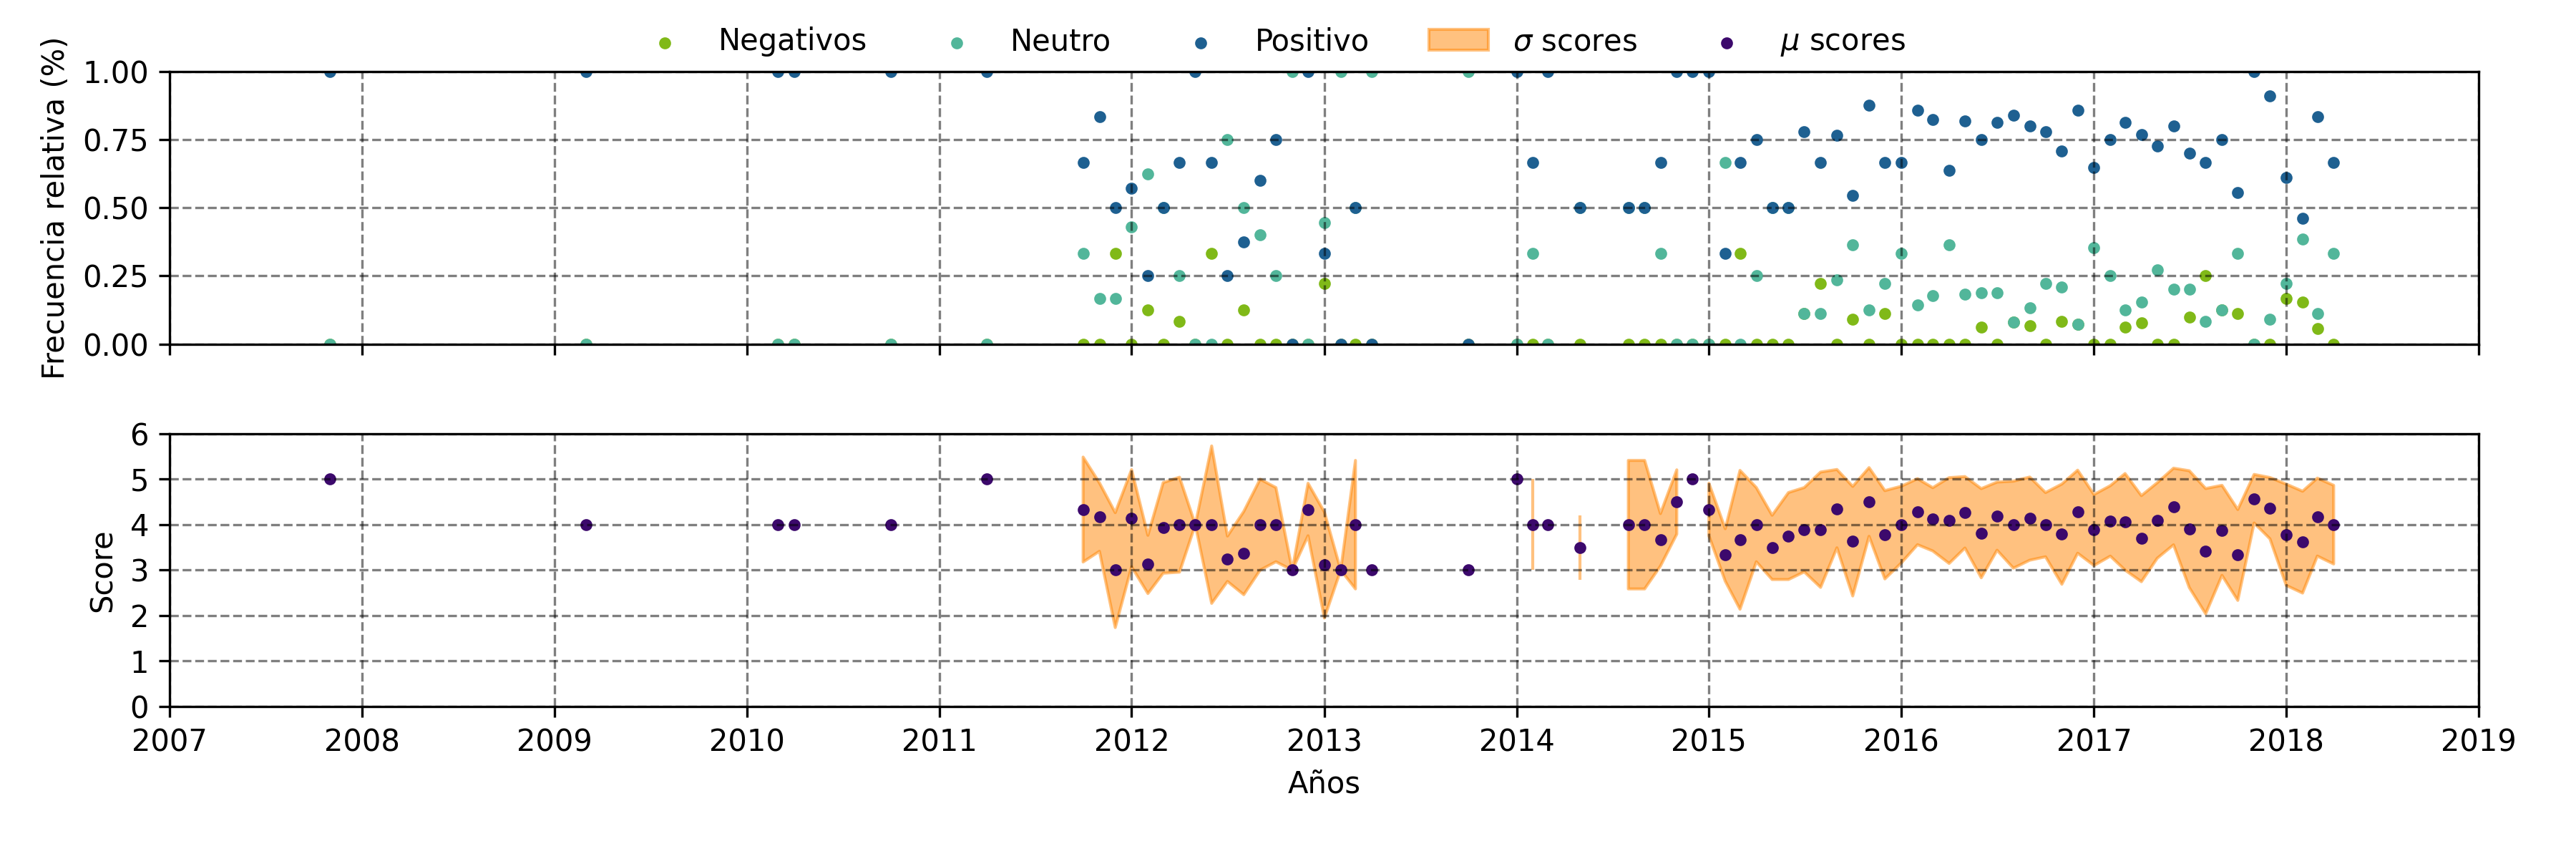 Negativos Neutro Positivo σ scores μ scores
Frecuencia relativa (%)
1.00
0.75
0.50
0.25
0.00
Score
6
5
4
3
2
1
0
2007 2008 2009 2010 2011 2012 2013 2014 2015 2016 2017 2018 2019
Años